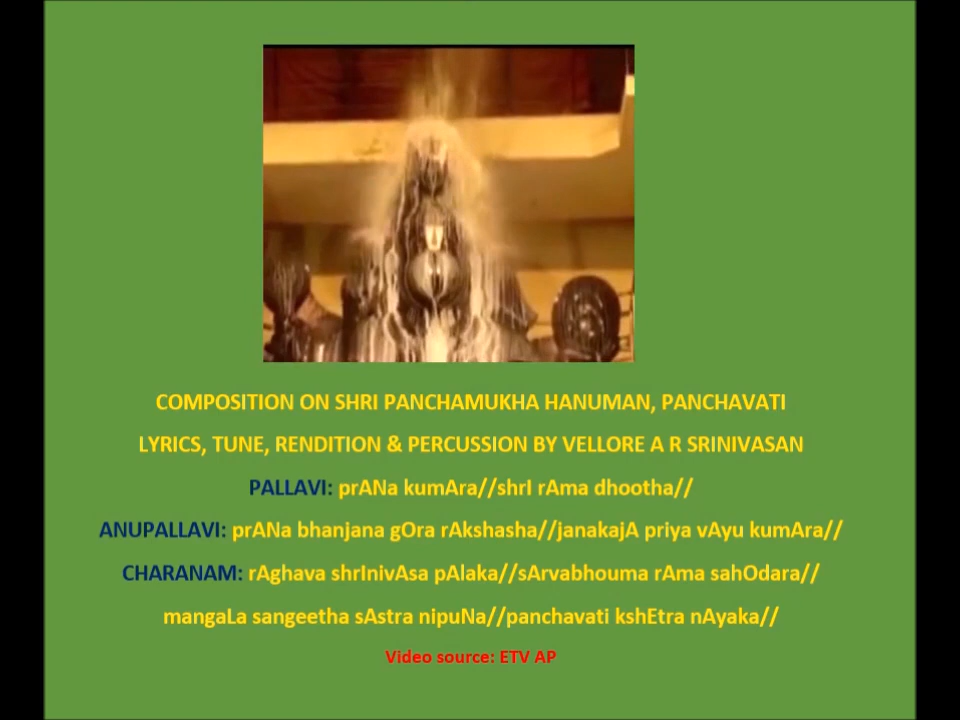 COMPOSITION ON SHRI PANCHAMUKHA HANUMAN, PANCHAVATI
LYRICS, TUNE, RENDITION & PERCUSSION BY VELLORE A R SRINIVASAN
PALLAVI: prANa kumAra//shrI rAma dhootha//
ANUPALLAVI: prANa bhanjana gOra rAkshasha//janakajA priya vAyu kumAra//
CHARANAM: rAghava shrInivAsa pAlaka//sArvabhouma rAma sahOdara//
mangaLa sangeetha sAstra nipuNa//panchavati kshEtra nAyaka//
Video source: ETV AP